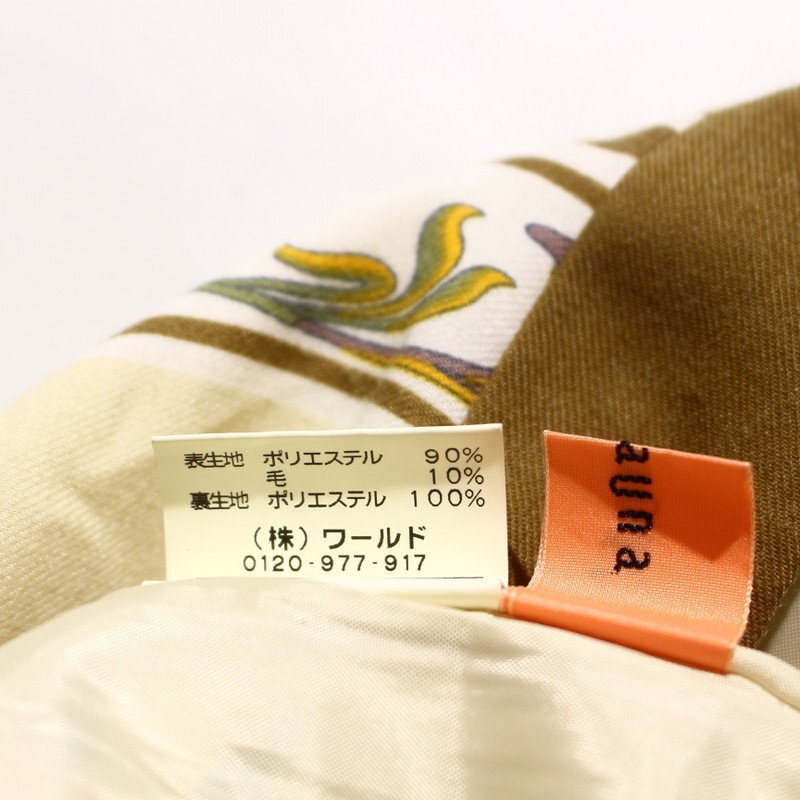 表生地 ポリエステル 90%
毛 10%
裏生地 ポリエステル 100%
(株)ワールド
0120-977-917
auna